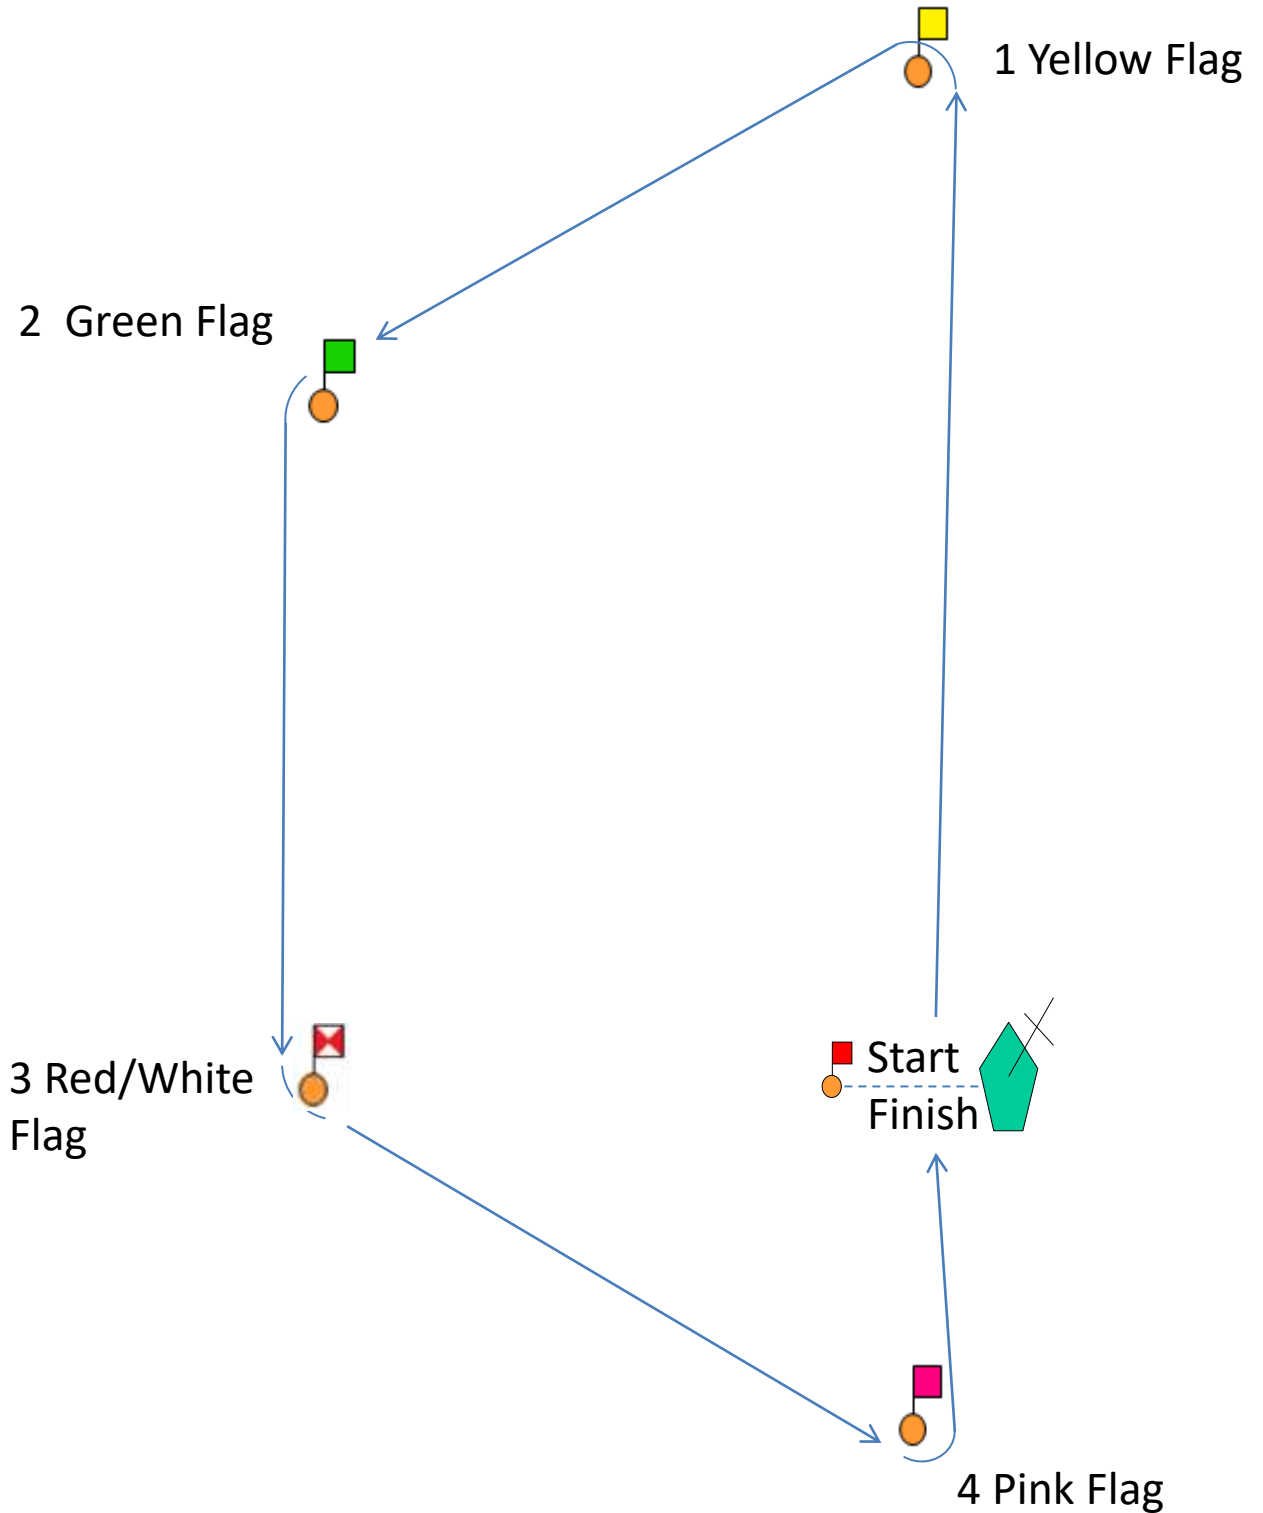 1 Yellow Flag
2  Green Flag
3 Red/White
Flag
Start
Finish
4 Pink Flag